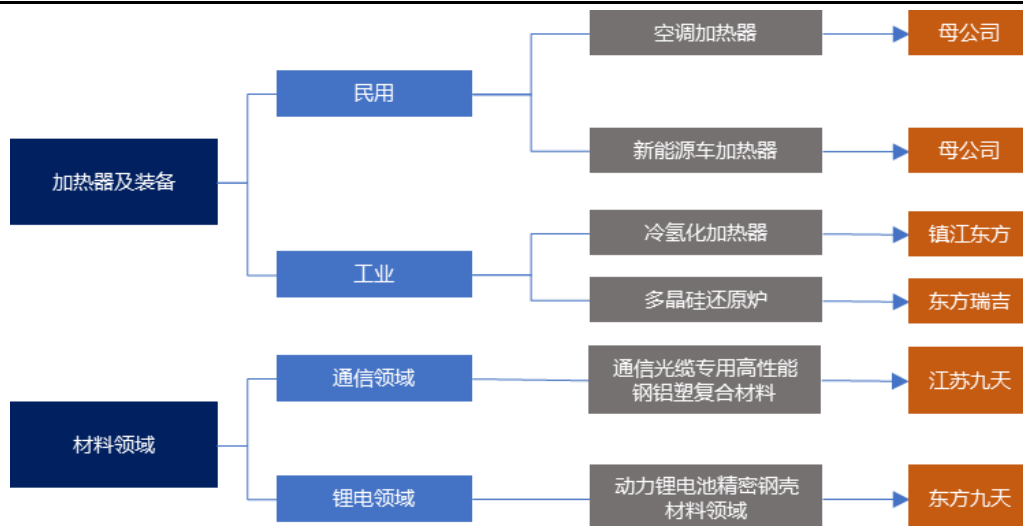 加热器及装备
民用
空调加热器
母公司
新能源车加热器
母公司
工业
冷氢化加热器
镇江东方
多晶硅还原炉
东方瑞吉
材料领域
通信领域
通信光缆专用高性能
钢铝塑复合材料
江苏九天
锂电领域
动力锂电池精密钢壳
材料领域
东方九天